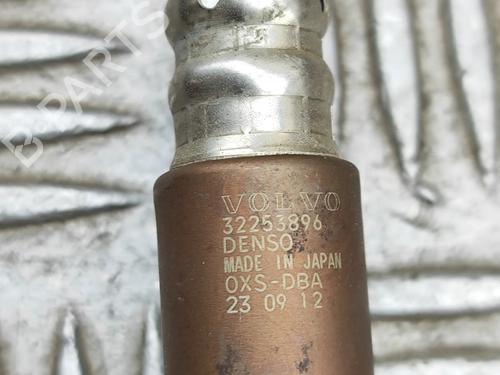 B PARTS
VOLVO
32253896
DENSO
MADE IN JAPAN
OXS-DBA
23 09 12